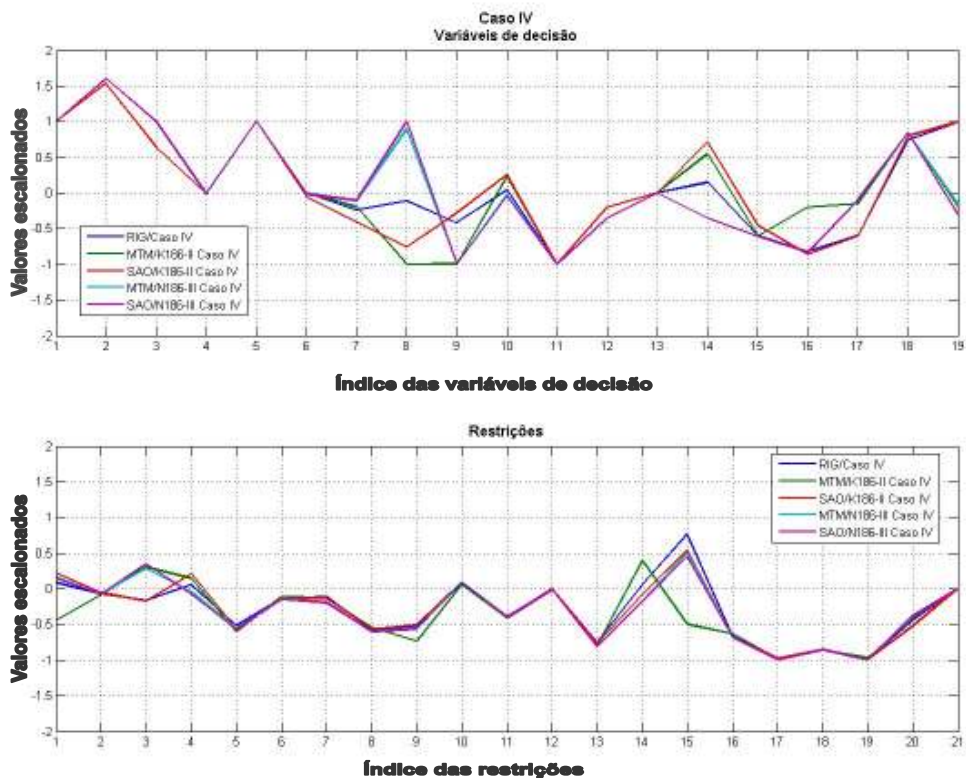 Caso IV
Variáveis de decisão
Valores escalonados
2
1.5
1
0.5
0
-0.5
-1
-1.5
-2
RIG/Caso IV
MTM/K186-II Caso IV
SAO/K186-II Caso IV
MTM/N186-III Caso IV
SAO/N186-III Caso IV
1 2 3 4 5 6 7 8 9 10 11 12 13 14 15 16 17 18 19
Índice das variáveis de decisão
Restrições
Valores escalonados
2
1.5
1
0.5
0
-0.5
-1
-1.5
-2
RIG/Caso IV
MTM/K186-II Caso IV
SAO/K186-II Caso IV
MTM/N186-III Caso IV
SAO/N186-III Caso IV
1 2 3 4 5 6 7 8 9 10 11 12 13 14 15 16 17 18 19 20 21
Índice das restrições